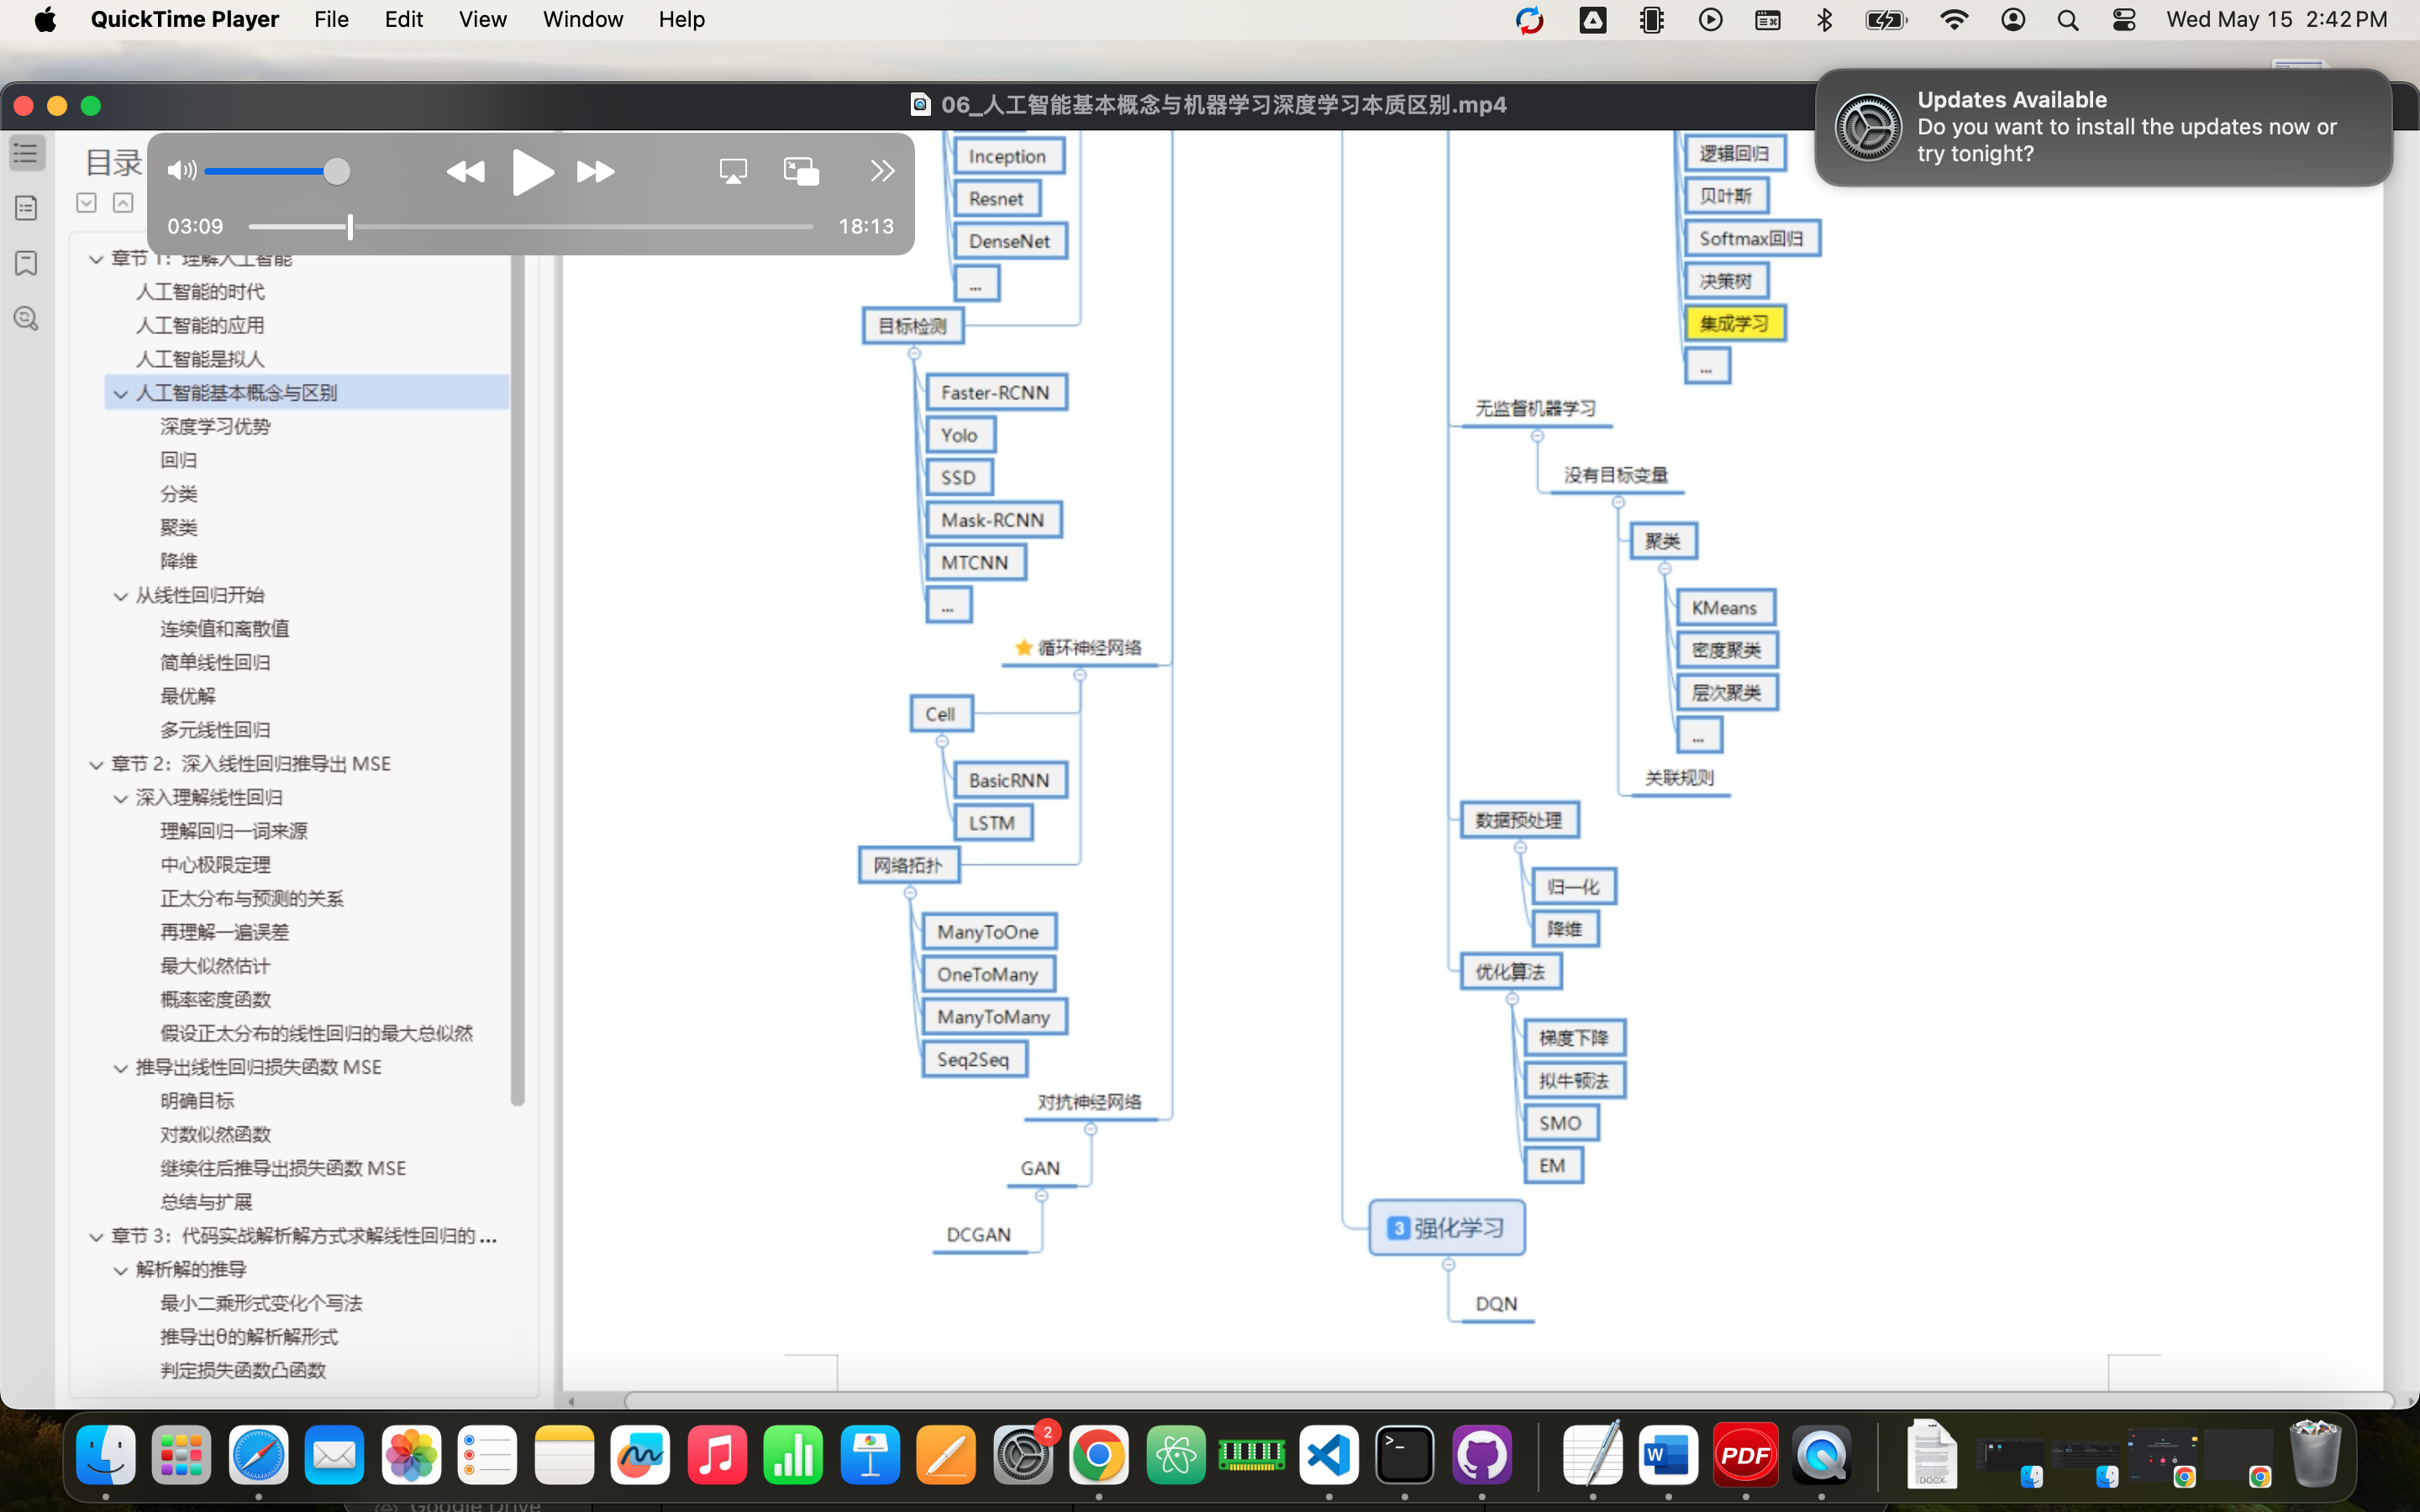 QuickTime Player File Edit View Window Help
Wed May 15 2:42 PM
06_人工智能基本概念与机器学习深度学习本质区别.mp4
Updates Available
Do you want to install the updates now or
try tonight?
目录
03:09
18:13
章节 1：理解人工智能
人工智能的时代
人工智能的应用
人工智能是拟人
人工智能基本概念与区别
深度学习优势
回归
分类
聚类
降维
从线性回归开始
连续值和离散值
简单线性回归
最优解
多元线性回归
章节 2：深入线性回归推导出 MSE
深入理解线性回归
理解回归一词来源
中心极限定理
正太分布与预测的关系
再理解一遍误差
最大似然估计
概率密度函数
假设正太分布的线性回归的最大总似然
推导出线性回归损失函数 MSE
明确目标
对数似然函数
继续往后推导出损失函数 MSE
总结与扩展
章节 3：代码实战解析解方式求解线性回归的 ...
解析解的推导
最小二乘形式变化个写法
推导出θ的解析解形式
判定损失函数凸函数
Inception
Resnet
DenseNet
...
目标检测
Faster-RCNN
Yolo
SSD
Mask-RCNN
MTCNN
...
循环神经网络
Cell
BasicRNN
LSTM
网络拓扑
ManyToOne
OneToMany
ManyToMany
Seq2Seq
对抗神经网络
GAN
DCGAN
逻辑回归
贝叶斯
Softmax回归
决策树
集成学习
...
无监督机器学习
没有目标变量
聚类
KMeans
密度聚类
层次聚类
...
关联规则
数据预处理
归一化
降维
优化算法
梯度下降
拟牛顿法
SMO
EM
3 强化学习
DQN
2
PDF
DOCX
Google Drive